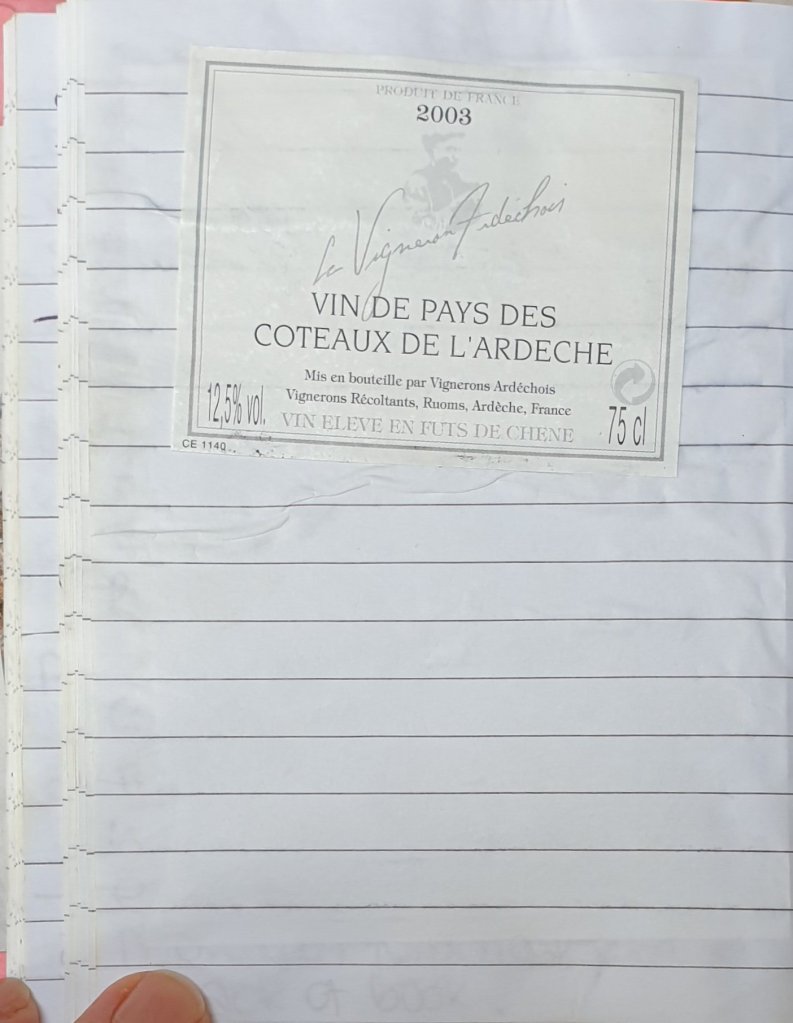 PRODUIT DE FRANCE
2003
Le Vigneron Ardéchois
VIN DE PAYS DES
COTEAUX DE L'ARDECHE
Mis en bouteille par Vignerons Ardéchois
Vignerons Récoltants, Ruoms, Ardèche, France
12,5% vol.
VIN ELEVE EN FUTS DE CHENE
75 cl
CE 1140